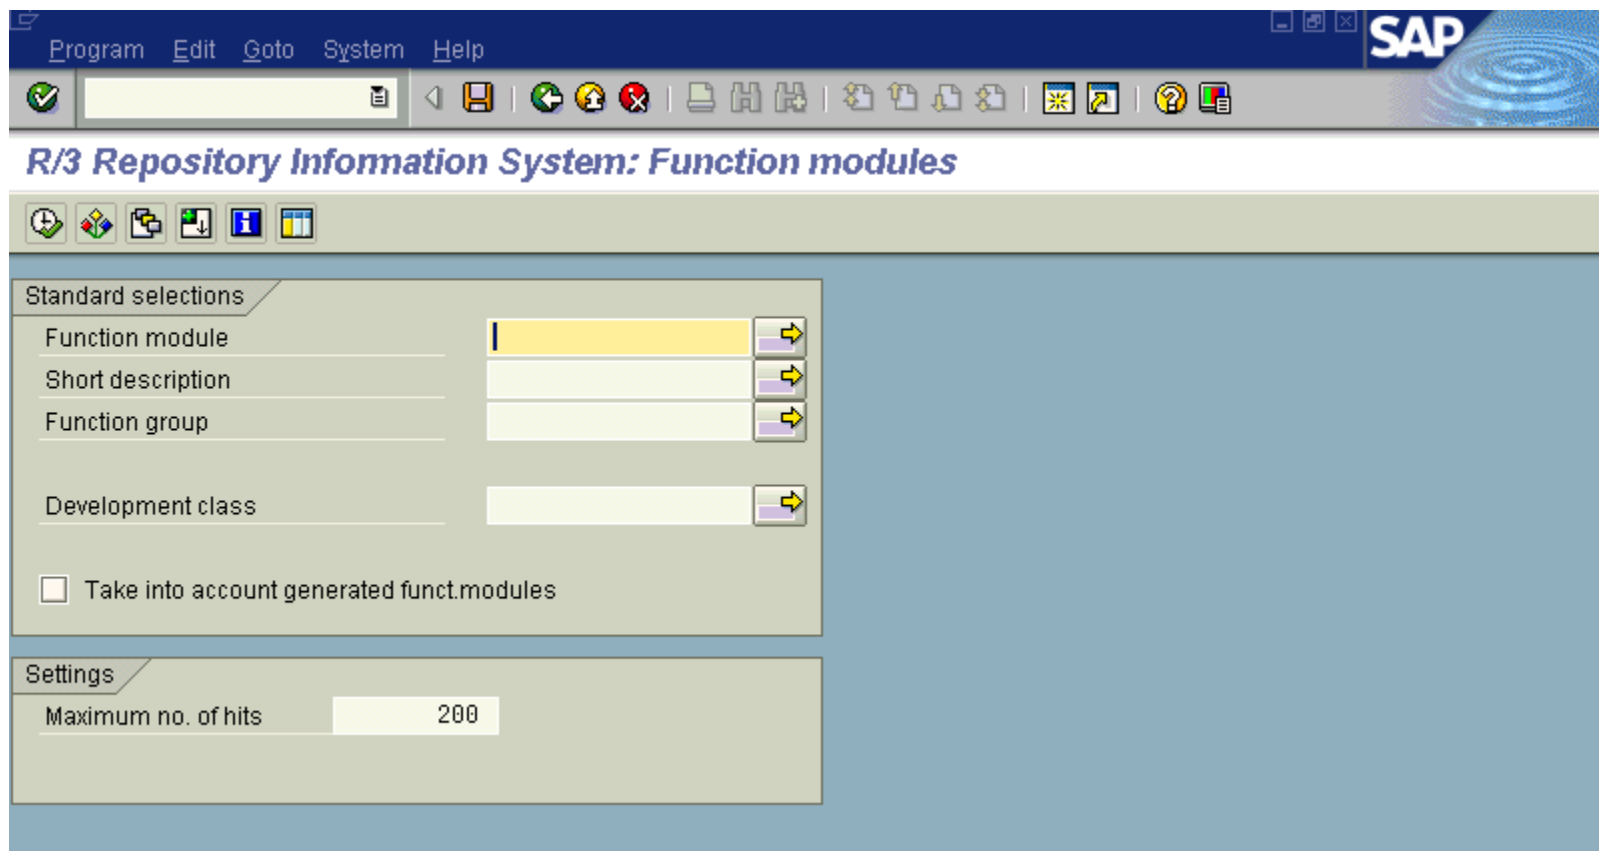 Program Edit Goto System Help
SAP
R/3 Repository Information System: Function modules
Standard selections
Function module
Short description
Function group
Development class
Take into account generated funct.modules
Settings
Maximum no. of hits 200